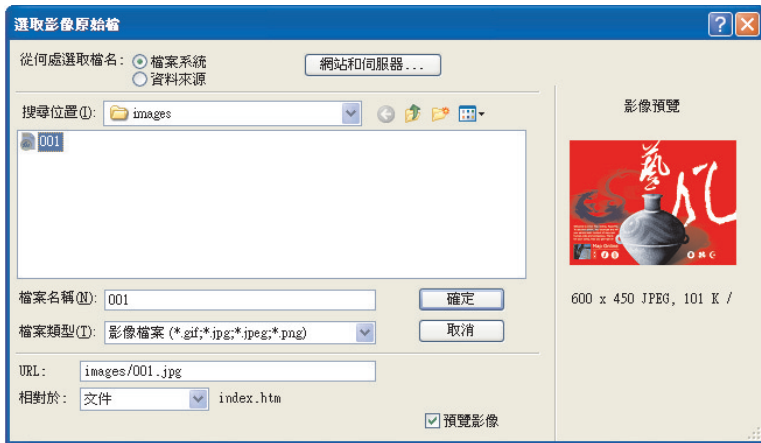 選取影像原始檔
從何處選取檔名: 檔案系統
資料來源
網站和伺服器...
搜尋位置(I): images
001
檔案名稱(N): 001
確定
檔案類型(T): 影像檔案 (*.gif;*.jpg;*.jpeg;*.png)
取消
URL: images/001.jpg
相對於: 文件 index.htm
預覽影像
影像預覽
藝風
600 x 450 JPEG, 101 K /